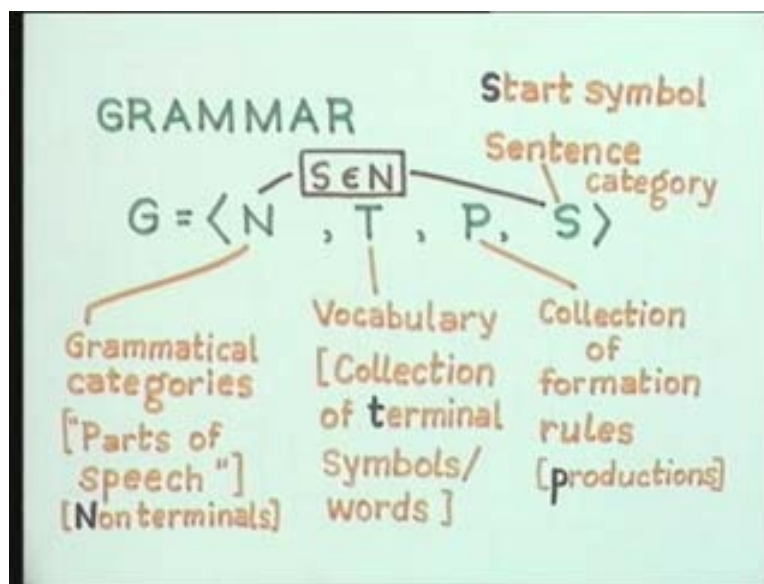 GRAMMAR
Start symbol
Sentence
category
S ∈ N
G = ⟨ N , T , P , S ⟩
Grammatical
categories
["Parts of
speech"]
[Non terminals]
Vocabulary
[Collection
of terminal
Symbols/
words ]
Collection
of
formation
rules
[productions]